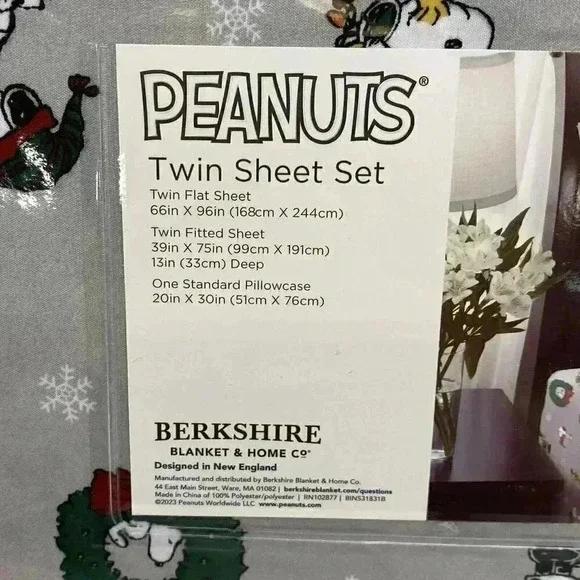 PEANUTS®
Twin Sheet Set
Twin Flat Sheet
66in X 96in (168cm X 244cm)
Twin Fitted Sheet
39in X 75in (99cm X 191cm)
13in (33cm) Deep
One Standard Pillowcase
20in X 30in (51cm X 76cm)
BERKSHIRE
BLANKET & HOME Co®
Designed in New England
Manufactured and distributed by Berkshire Blanket & Home Co.
44 East Main Street, Ware, MA 01082 | berkshireblanket.com/questions
Made in China of 100% Polyester/polyester | RN102877 | BINS31831B
©2023 Peanuts Worldwide LLC www.peanuts.com